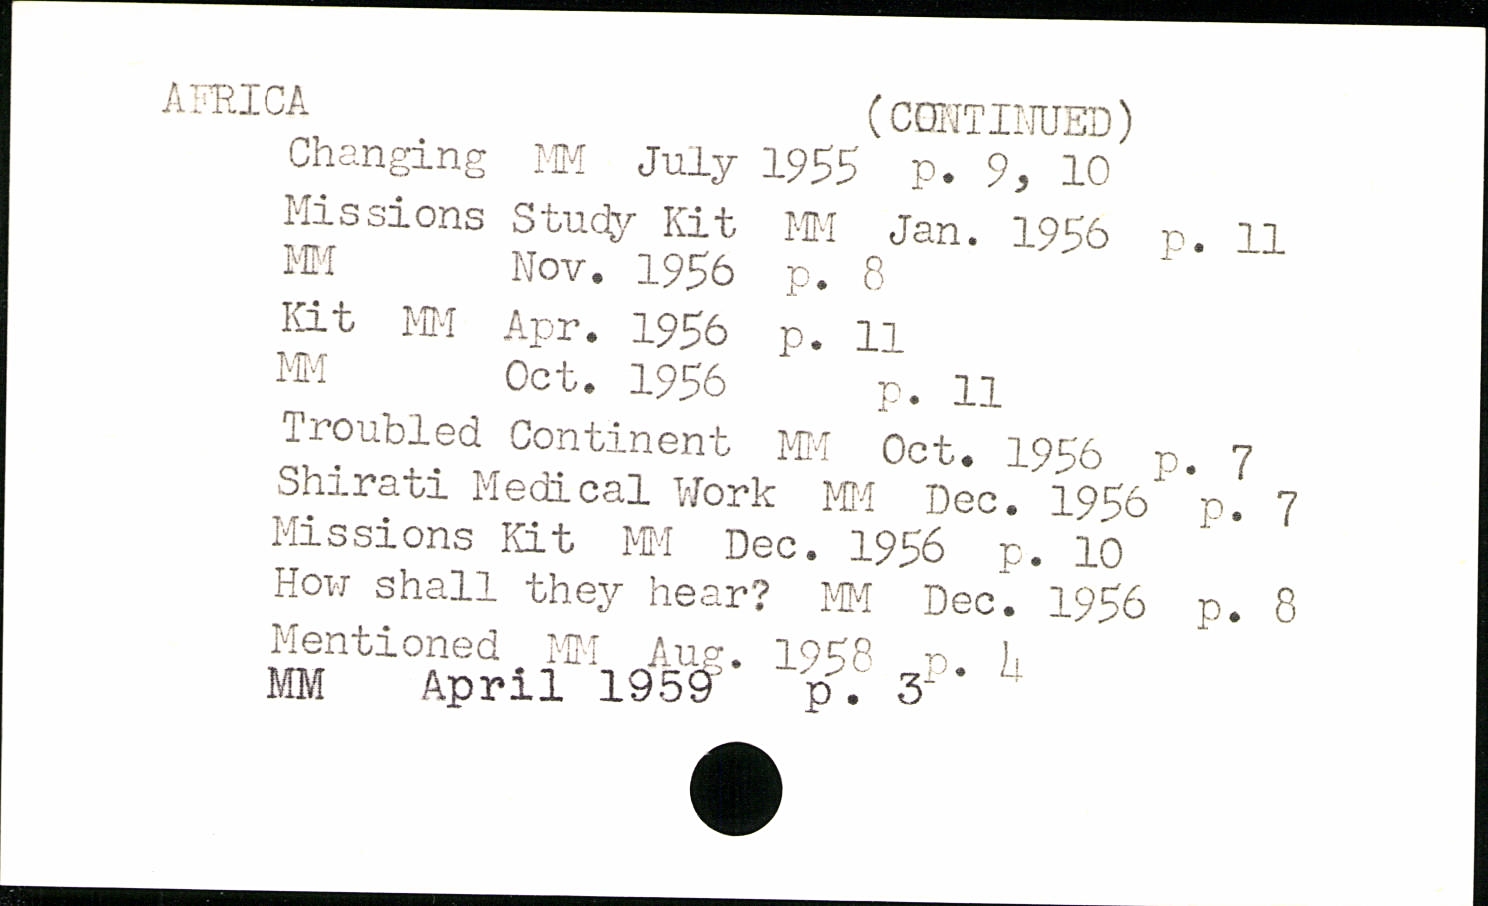 AFRICA (CONTINUED)
Changing MM July 1955 p. 9, 10
Missions Study Kit MM Jan. 1956 p. 11
MM Nov. 1956 p. 8
Kit MM Apr. 1956 p. 11
MM Oct. 1956 p. 11
Troubled Continent MM Oct. 1956 p. 7
Shirati Medical Work MM Dec. 1956 p. 7
Missions Kit MM Dec. 1956 p. 10
How shall they hear? MM Dec. 1956 p. 8
Mentioned MM Aug. 1958 p. 4
MM April 1959 p. 3